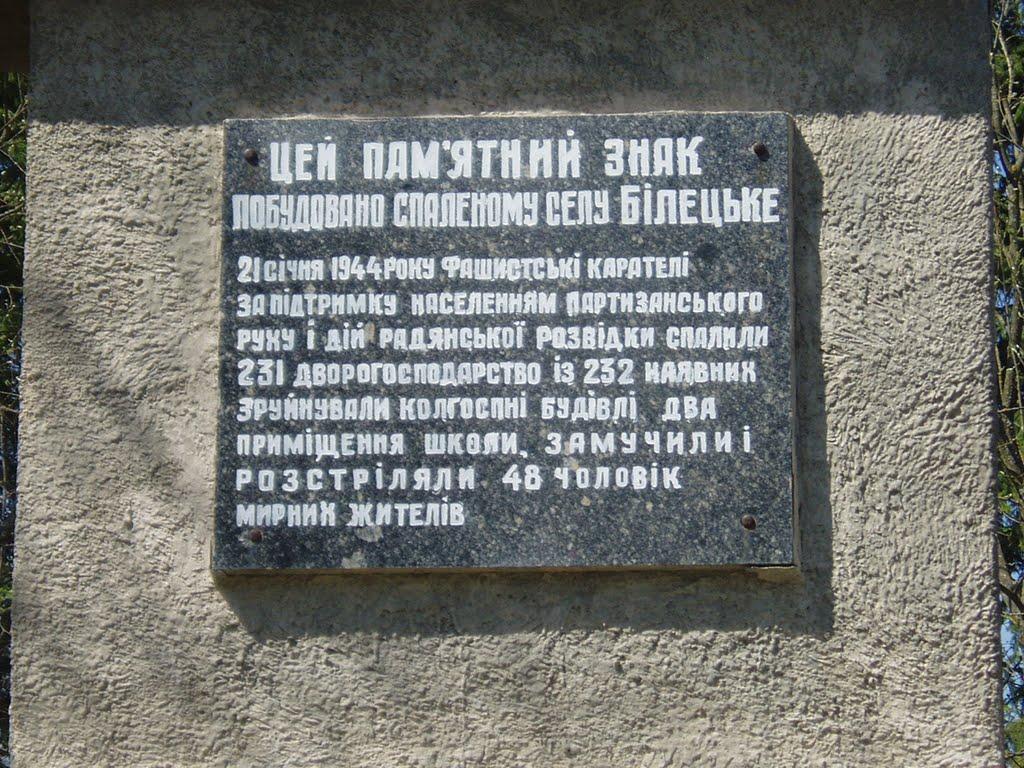 ЦЕЙ ПАМ'ЯТНИЙ ЗНАК
ПОБУДОВАНО СПАЛЕНОМУ СЕЛУ БІЛЕЦЬКЕ
21 СІЧНЯ 1944 РОКУ ФАШИСТСЬКІ КАРАТЕЛІ
ЗА ПІДТРИМКУ НАСЕЛЕННЯМ ПАРТИЗАНСЬКОГО
РУХУ І ДІЙ РАДЯНСЬКОЇ РОЗВІДКИ СПАЛИЛИ
231 ДВОРОГОСПОДАРСТВО ІЗ 232 НАЯВНИХ
ЗРУЙНУВАЛИ КОЛГОСПНІ БУДІВЛІ ДВА
ПРИМІЩЕННЯ ШКОЛИ, ЗАМУЧИЛИ І
РОЗСТРІЛЯЛИ 48 ЧОЛОВІК
МИРНИХ ЖИТЕЛІВ